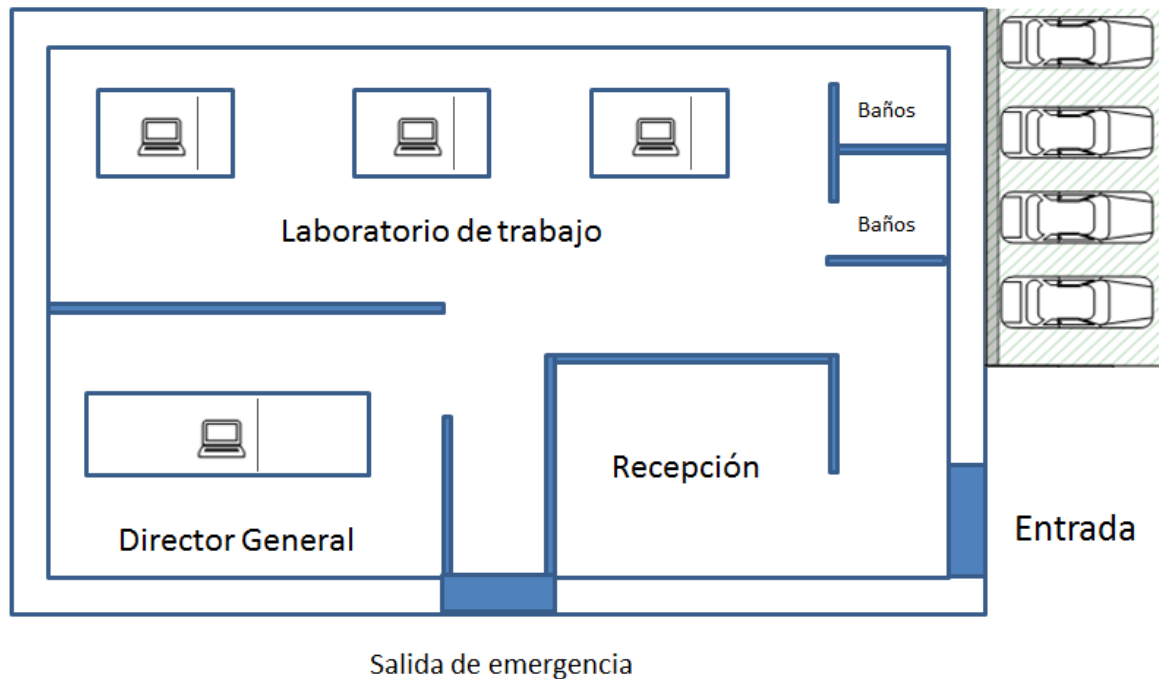 Baños
Laboratorio de trabajo
Baños
Recepción
Director General
Entrada
Salida de emergencia